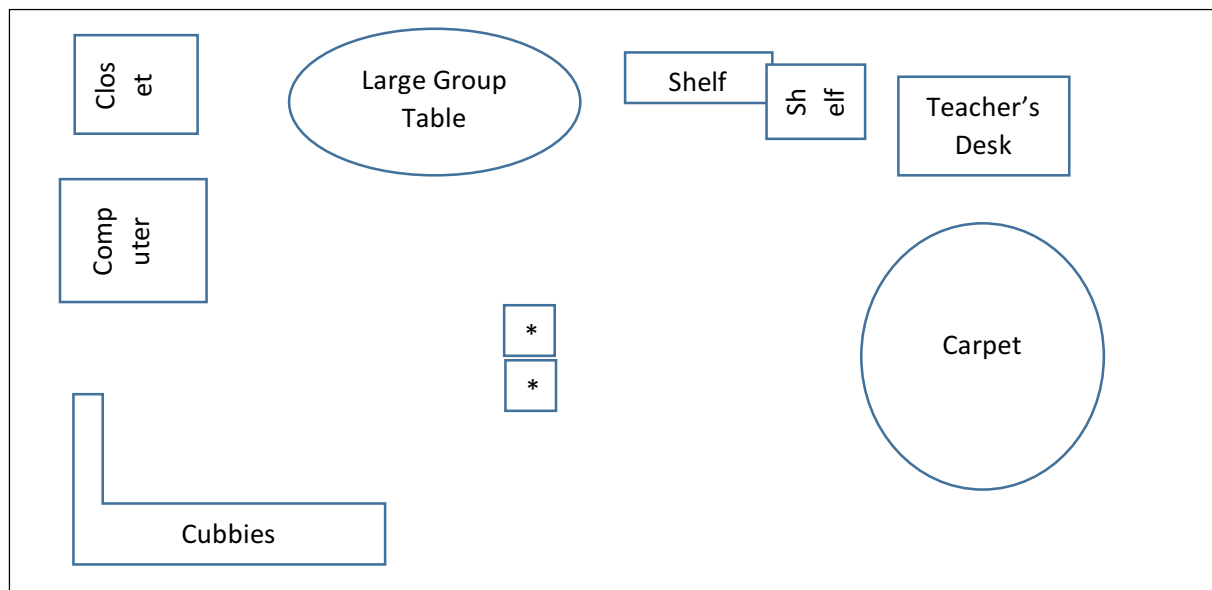 Clos
et
Large Group
Table
Shelf
Sh
elf
Teacher’s
Desk
Comp
uter
*
*
Carpet
Cubbies